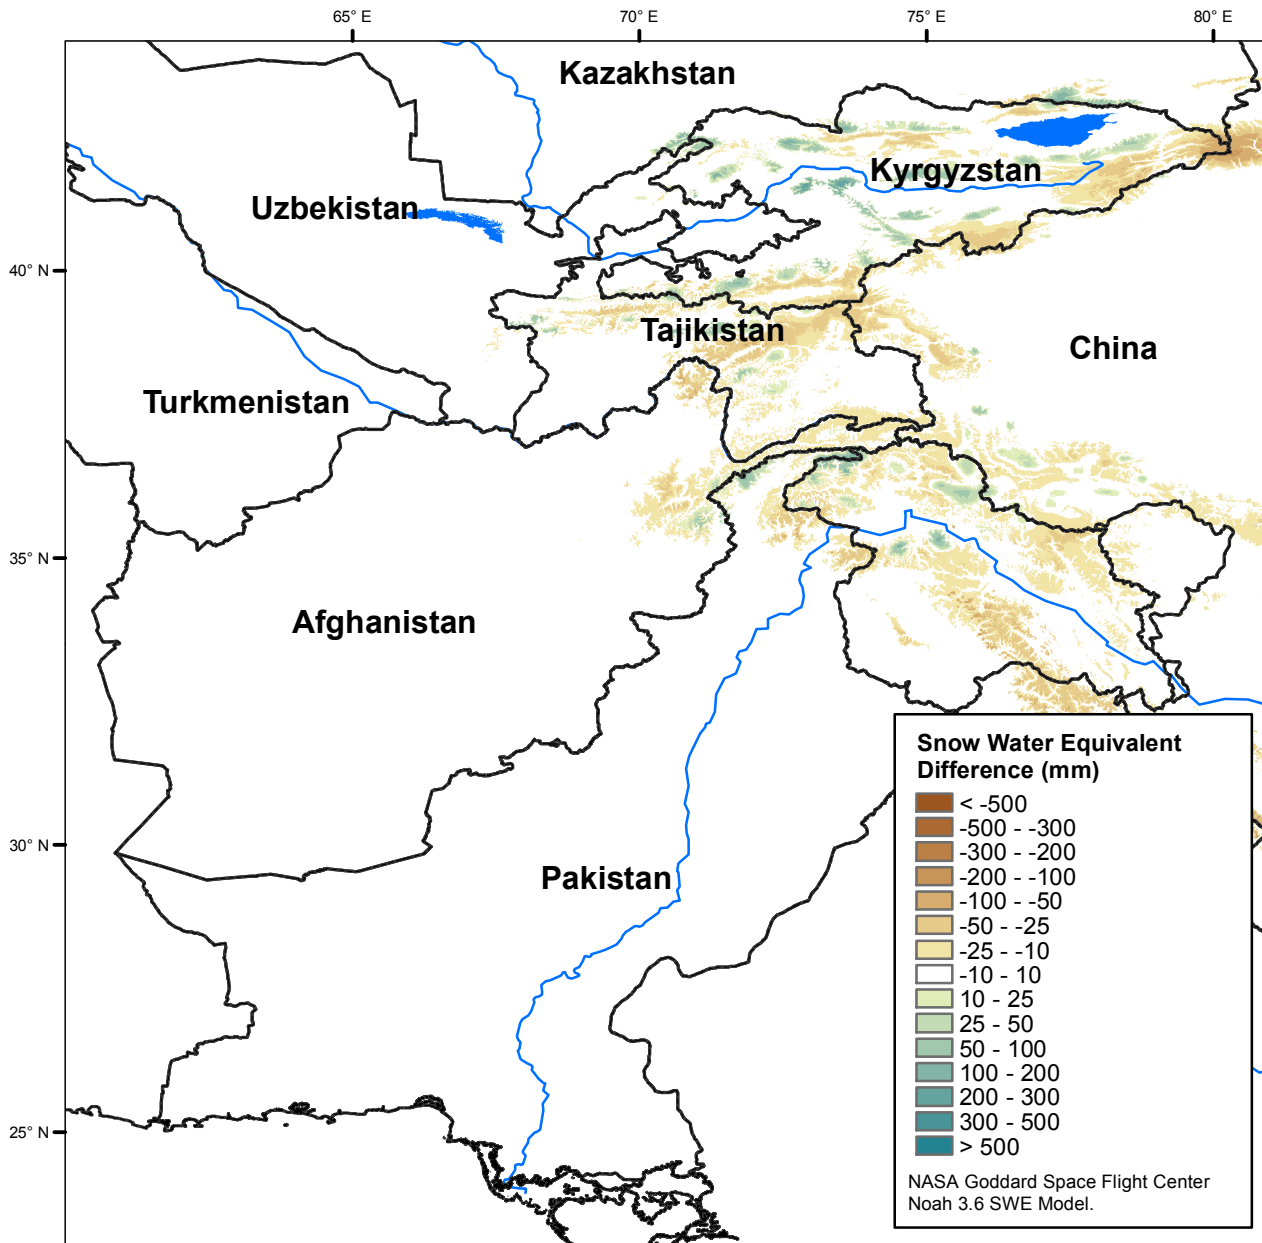 65° E
70° E
75° E
80° E
Kazakhstan
Kyrgyzstan
Uzbekistan
40° N
Tajikistan
China
Turkmenistan
35° N
Afghanistan
Snow Water Equivalent
Difference (mm)
< -500
-500 - -300
-300 - -200
-200 - -100
-100 - -50
-50 - -25
-25 - -10
-10 - 10
10 - 25
25 - 50
50 - 100
100 - 200
200 - 300
300 - 500
> 500
NASA Goddard Space Flight Center
Noah 3.6 SWE Model.
30° N
Pakistan
25° N